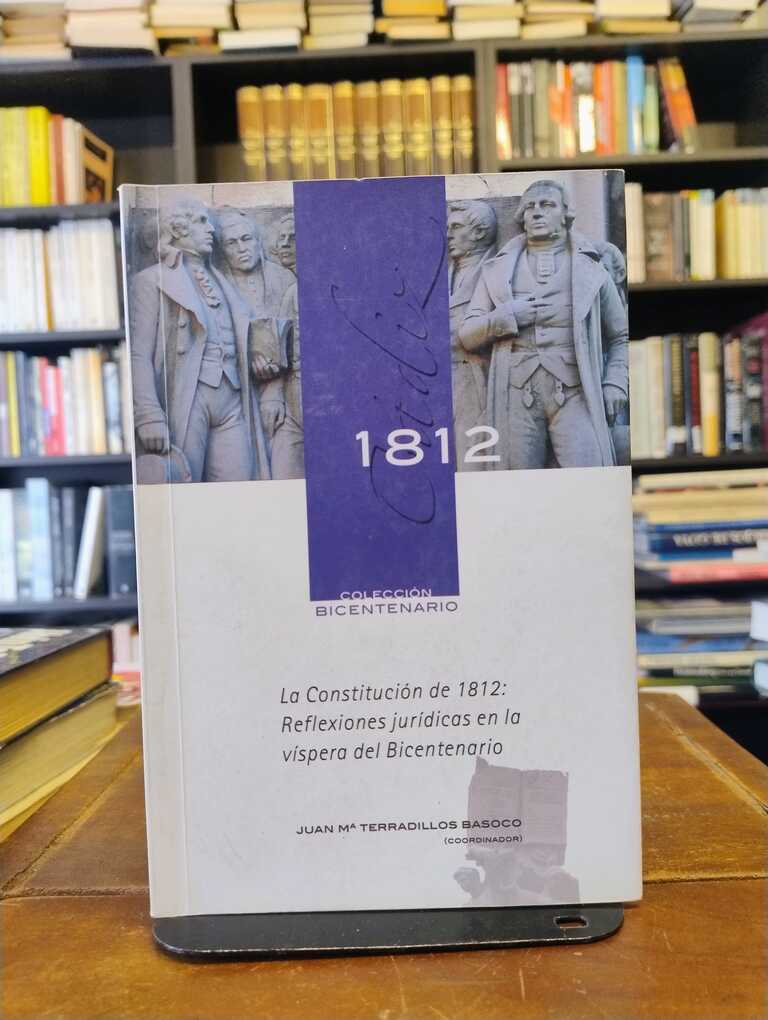 Cádiz
1812
COLECCIÓN
BICENTENARIO
La Constitución de 1812:
Reflexiones jurídicas en la
víspera del Bicentenario
JUAN Mª TERRADILLOS BASOCO
(COORDINADOR)